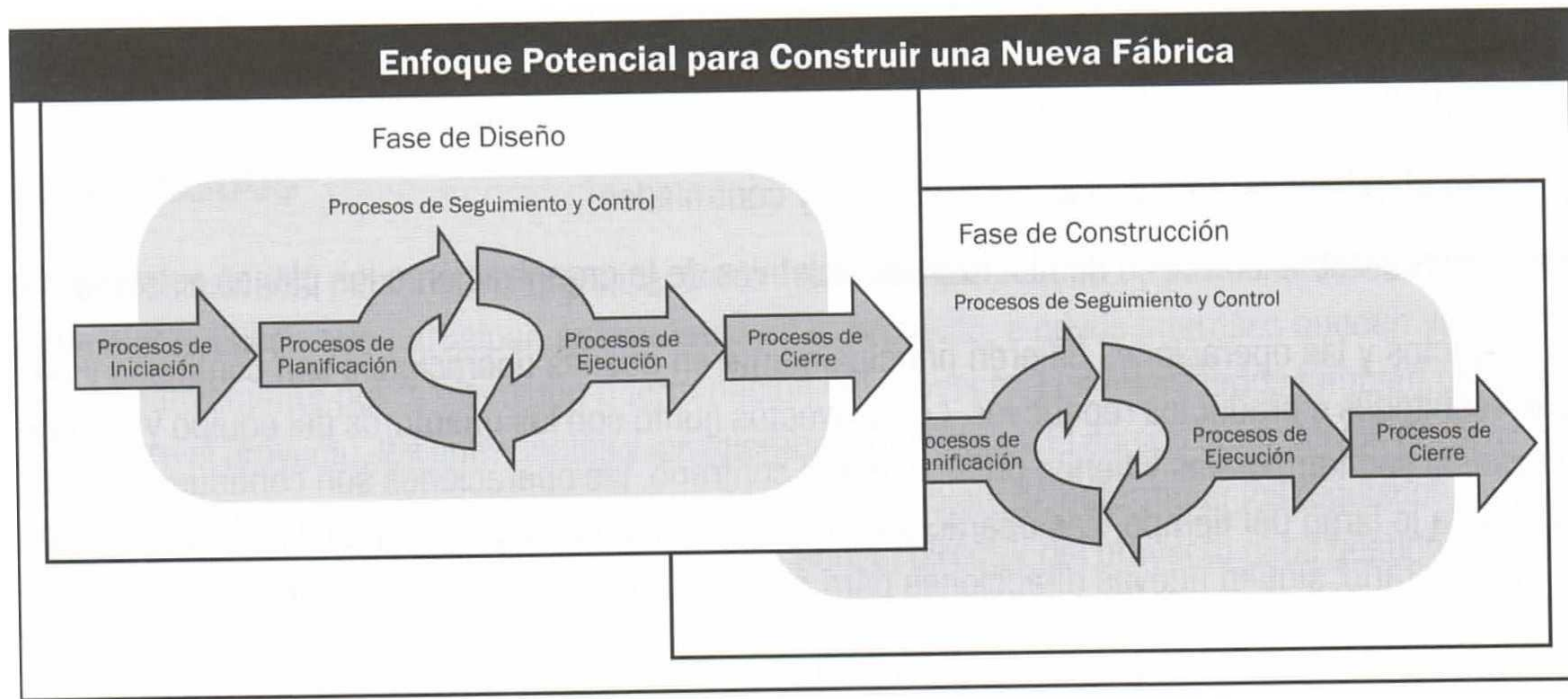 Enfoque Potencial para Construir una Nueva Fábrica
Fase de Diseño
Procesos de Seguimiento y Control
Procesos de
Iniciación
Procesos de
Planificación
Procesos de
Ejecución
Procesos de
Cierre
Fase de Construcción
Procesos de Seguimiento y Control
ocesos de
anificación
Procesos de
Ejecución
Procesos de
Cierre